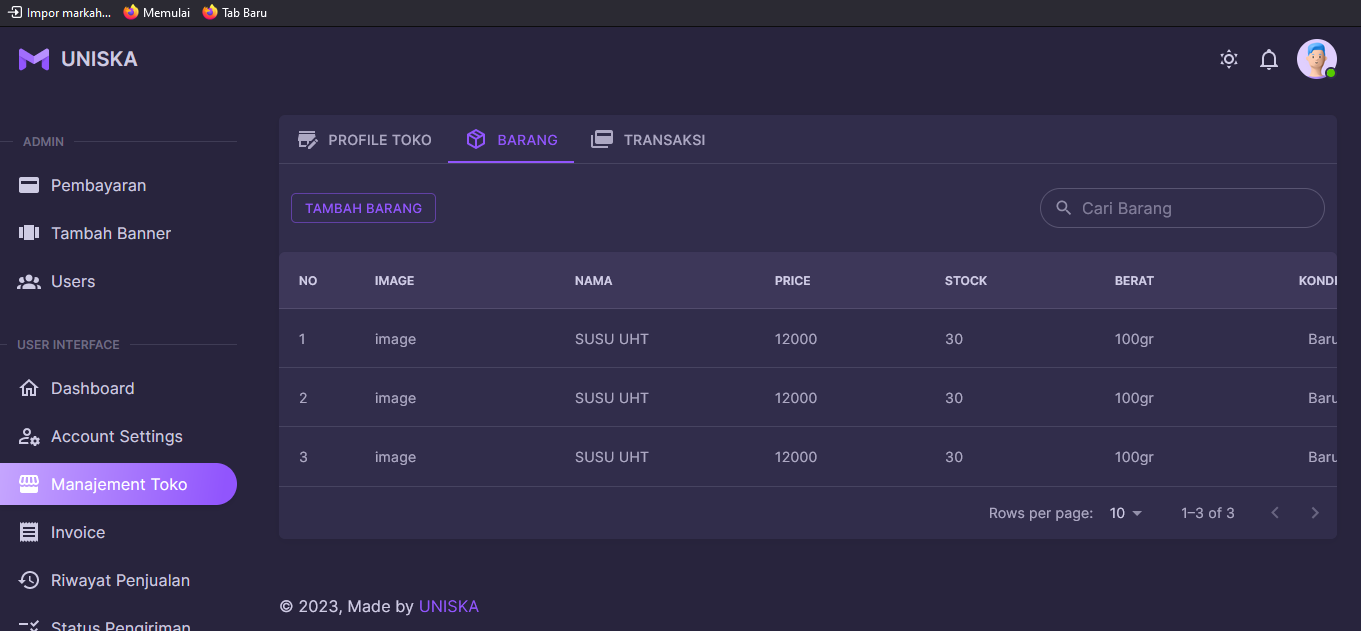 Impor markah... Memulai Tab Baru
UNISKA
ADMIN
Pembayaran
Tambah Banner
Users
USER INTERFACE
Dashboard
Account Settings
Manajement Toko
Invoice
Riwayat Penjualan
Status Pengiriman
PROFILE TOKO BARANG TRANSAKSI
TAMBAH BARANG Cari Barang
NO IMAGE NAMA PRICE STOCK BERAT
1 image SUSU UHT 12000 30 100gr Baru
2 image SUSU UHT 12000 30 100gr Baru
3 image SUSU UHT 12000 30 100gr Baru
Rows per page: 10 1–3 of 3
© 2023, Made by UNISKA